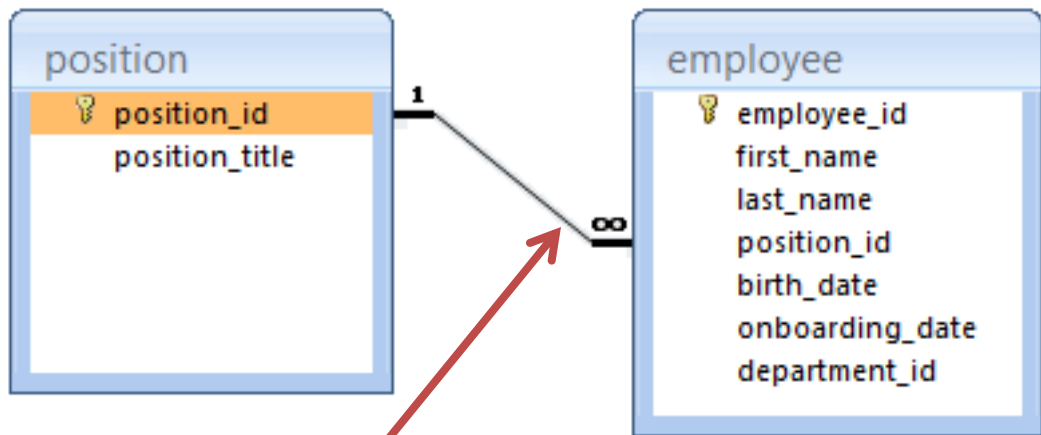 position
position_id
position_title
1
∞
employee
employee_id
first_name
last_name
position_id
birth_date
onboarding_date
department_id